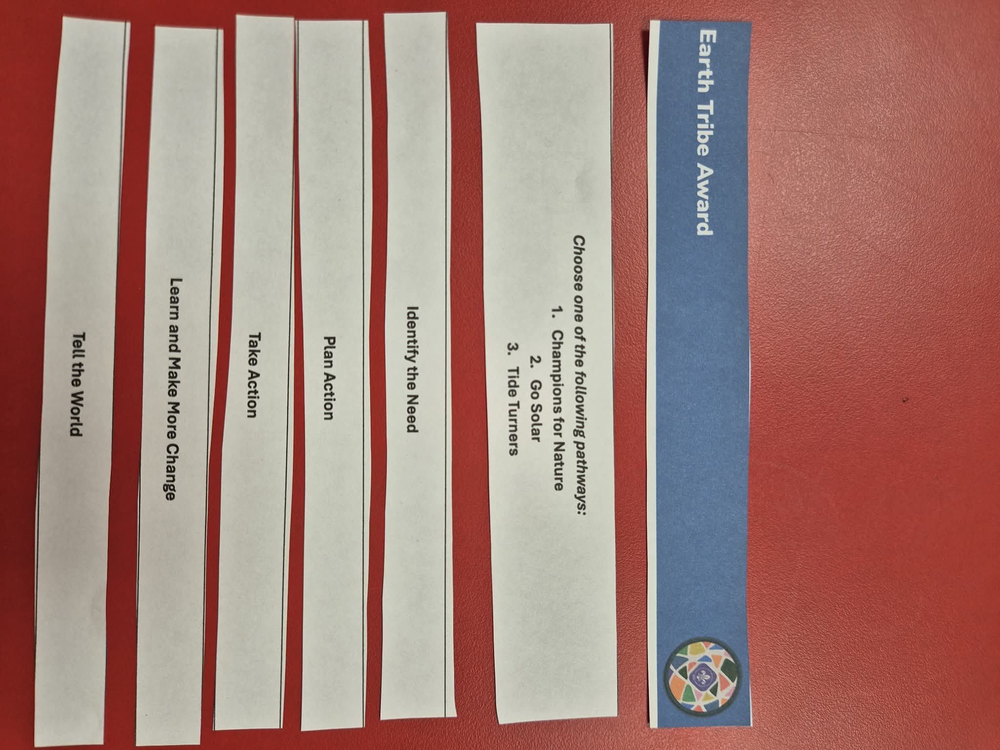 Earth Tribe Award
Choose one of the following pathways:
1. Champions for Nature
2. Go Solar
3. Tide Turners
Identify the Need
Plan Action
Take Action
Learn and Make More Change
Tell the World